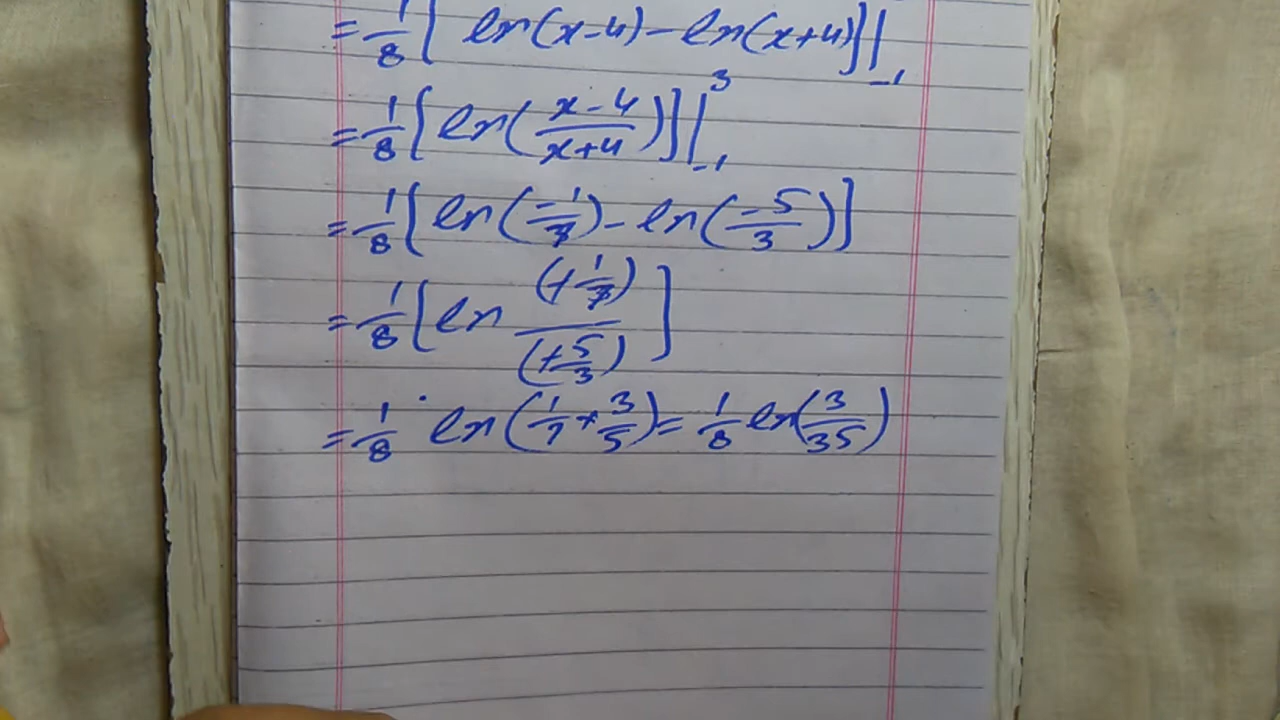 = 1/8 [ ln(x-4) - ln(x+4)]|₋₁
= 1/8 [ln((x-4)/(x+4))]|₋₁³
= 1/8 [ln(-1/7) - ln(-5/3)]
= 1/8 [ln (+1/7)/(+5/3)]
= 1/8 · ln(1/7 * 3/5) = 1/8 ln(3/35)